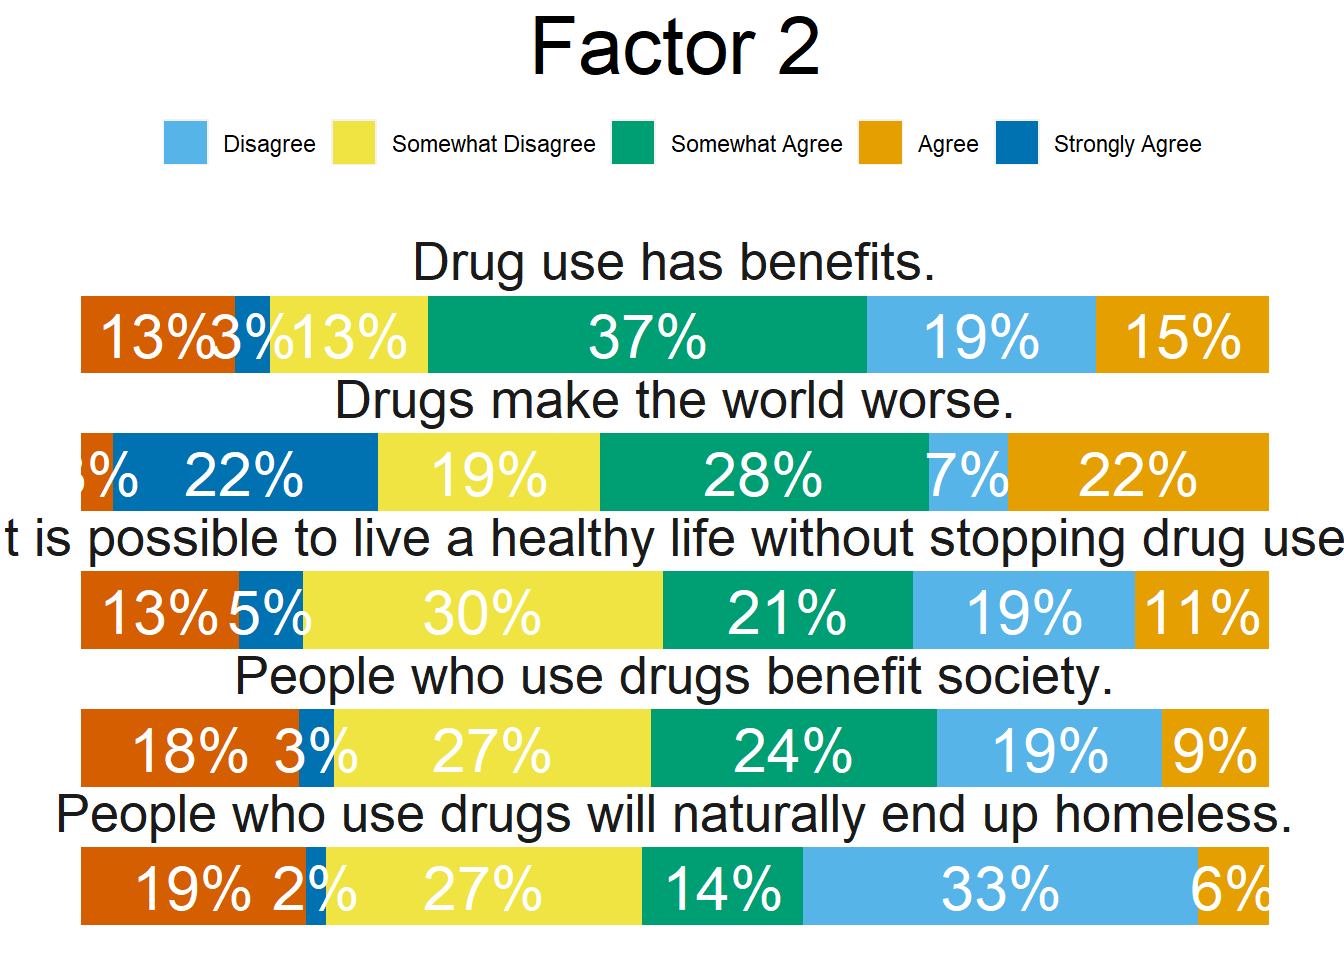 Factor 2
Disagree Somewhat Disagree Somewhat Agree Agree Strongly Agree
Drug use has benefits.
13% 3% 13% 37% 19% 15%
Drugs make the world worse.
% 22% 19% 28% 7% 22%
t is possible to live a healthy life without stopping drug use
13% 5% 30% 21% 19% 11%
People who use drugs benefit society.
18% 3% 27% 24% 19% 9%
People who use drugs will naturally end up homeless.
19% 2% 27% 14% 33% 6%